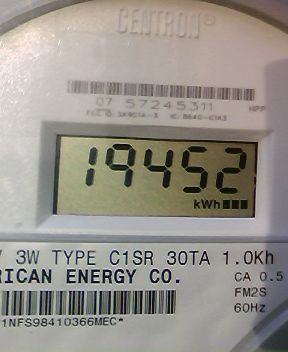 CENTRON®
07 57245311
19452
kWh
3W TYPE C1SR 30TA 1.0Kh
RICAN ENERGY CO. CA 0.5
FM2S
60Hz
1NFS98410366MEC*